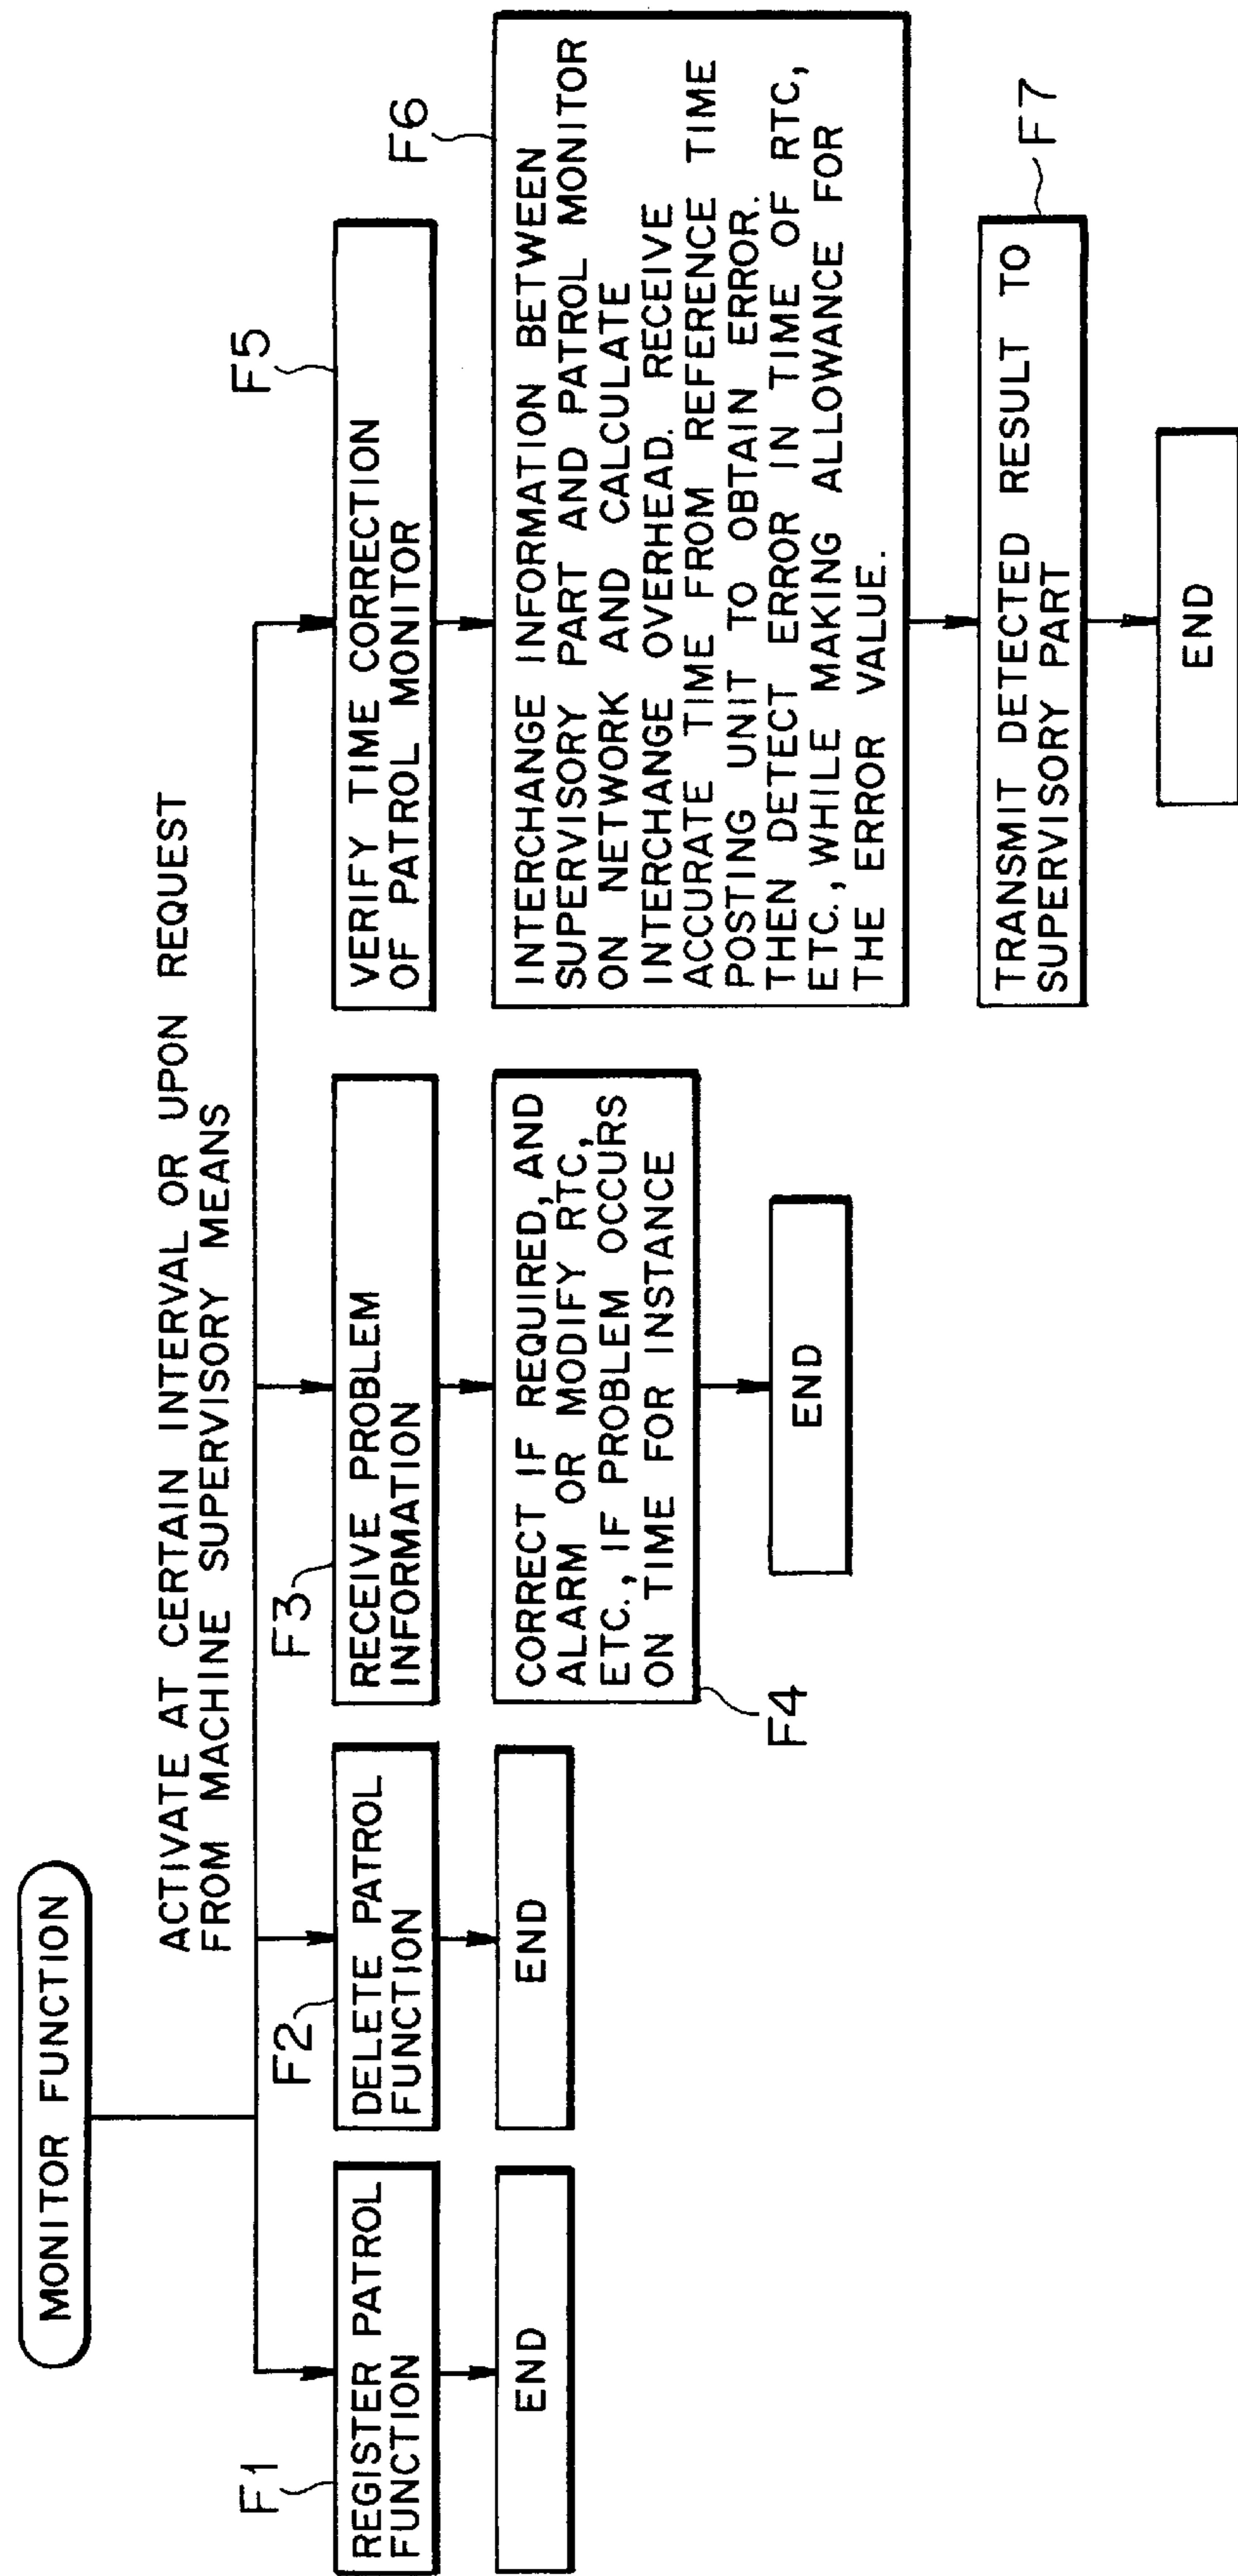 MONITOR FUNCTION
ACTIVATE AT CERTAIN INTERVAL OR UPON REQUEST
FROM MACHINE SUPERVISORY MEANS
F1
REGISTER PATROL
FUNCTION
END
F2
DELETE PATROL
FUNCTION
END
F3
RECEIVE PROBLEM
INFORMATION
F4
CORRECT IF REQUIRED, AND
ALARM OR MODIFY RTC,
ETC., IF PROBLEM OCCURS
ON TIME FOR INSTANCE
END
F5
VERIFY TIME CORRECTION
OF PATROL MONITOR
F6
INTERCHANGE INFORMATION BETWEEN
SUPERVISORY PART AND PATROL MONITOR
ON NETWORK AND CALCULATE
INTERCHANGE OVERHEAD. RECEIVE
ACCURATE TIME FROM REFERENCE TIME
POSTING UNIT TO OBTAIN ERROR.
THEN DETECT ERROR IN TIME OF RTC,
ETC., WHILE MAKING ALLOWANCE FOR
THE ERROR VALUE.
F7
TRANSMIT DETECTED RESULT TO
SUPERVISORY PART
END